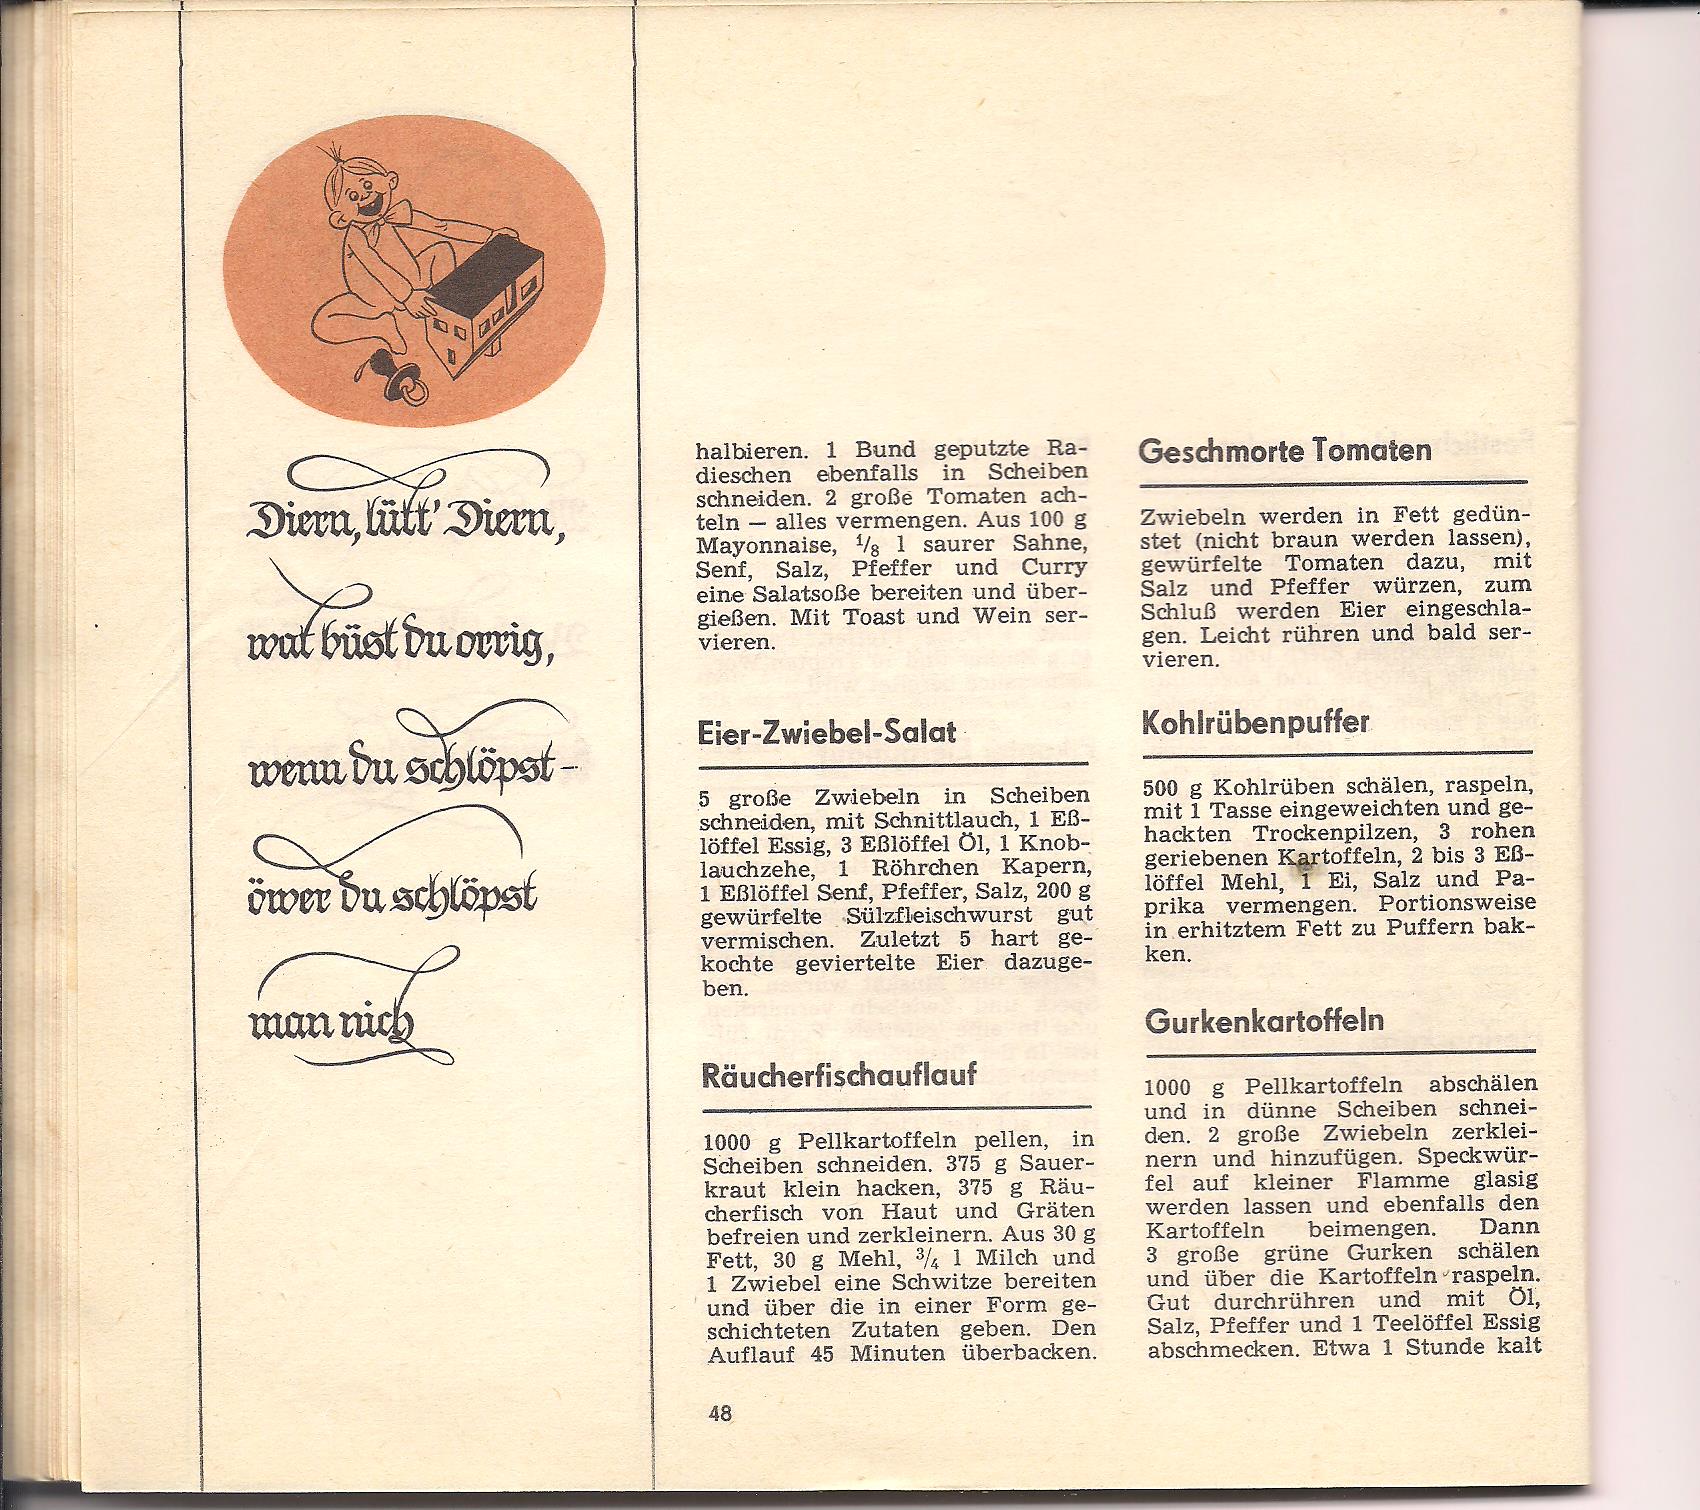 Diern, lütt' Diern,
wat büst du orrig,
wenn du schlöpst –
öwer du schlöpst
man nich
halbieren. 1 Bund geputzte Ra-
dieschen ebenfalls in Scheiben
schneiden. 2 große Tomaten ach-
teln — alles vermengen. Aus 100 g
Mayonnaise, 1/8 l saurer Sahne,
Senf, Salz, Pfeffer und Curry
eine Salatsoße bereiten und über-
gießen. Mit Toast und Wein ser-
vieren.
Eier-Zwiebel-Salat
5 große Zwiebeln in Scheiben
schneiden, mit Schnittlauch, 1 Eß-
löffel Essig, 3 Eßlöffel Öl, 1 Knob-
lauchzehe, 1 Röhrchen Kapern,
1 Eßlöffel Senf, Pfeffer, Salz, 200 g
gewürfelte Sülzfleischwurst gut
vermischen. Zuletzt 5 hart ge-
kochte geviertelte Eier dazuge-
ben.
Räucherfischauflauf
1000 g Pellkartoffeln pellen, in
Scheiben schneiden. 375 g Sauer-
kraut klein hacken, 375 g Räu-
cherfisch von Haut und Gräten
befreien und zerkleinern. Aus 30 g
Fett, 30 g Mehl, 3/4 l Milch und
1 Zwiebel eine Schwitze bereiten
und über die in einer Form ge-
schichteten Zutaten geben. Den
Auflauf 45 Minuten überbacken.
Geschmorte Tomaten
Zwiebeln werden in Fett gedün-
stet (nicht braun werden lassen),
gewürfelte Tomaten dazu, mit
Salz und Pfeffer würzen, zum
Schluß werden Eier eingeschla-
gen. Leicht rühren und bald ser-
vieren.
Kohlrübenpuffer
500 g Kohlrüben schälen, raspeln,
mit 1 Tasse eingeweichten und ge-
hackten Trockenpilzen, 3 rohen
geriebenen Kartoffeln, 2 bis 3 Eß-
löffel Mehl, 1 Ei, Salz und Pa-
prika vermengen. Portionsweise
in erhitztem Fett zu Puffern bak-
ken.
Gurkenkartoffeln
1000 g Pellkartoffeln abschälen
und in dünne Scheiben schnei-
den. 2 große Zwiebeln zerklei-
nern und hinzufügen. Speckwür-
fel auf kleiner Flamme glasig
werden lassen und ebenfalls den
Kartoffeln beimengen. Dann
3 große grüne Gurken schälen
und über die Kartoffeln raspeln.
Gut durchrühren und mit Öl,
Salz, Pfeffer und 1 Teelöffel Essig
abschmecken. Etwa 1 Stunde kalt
48